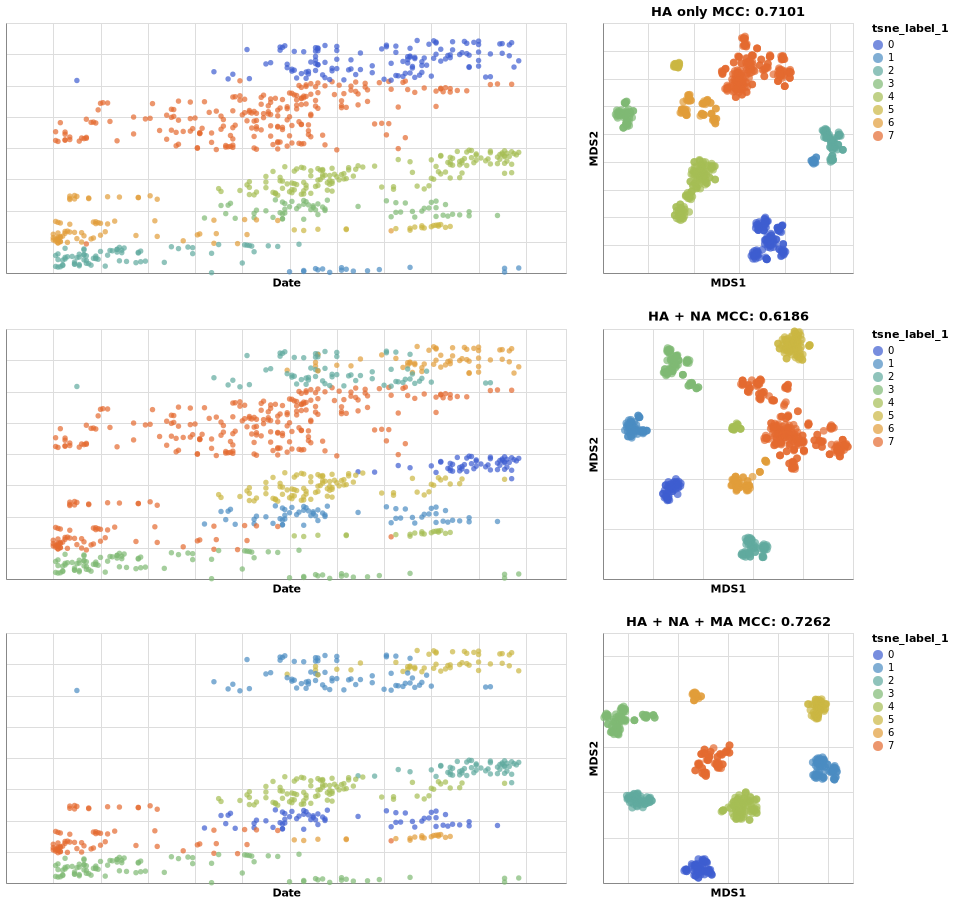 HA only MCC: 0.7101
tsne_label_1
0
1
2
3
4
5
6
7
MDS2
Date
MDS1
HA + NA MCC: 0.6186
tsne_label_1
0
1
2
3
4
5
6
7
MDS2
Date
MDS1
HA + NA + MA MCC: 0.7262
tsne_label_1
0
1
2
3
4
5
6
7
MDS2
Date
MDS1